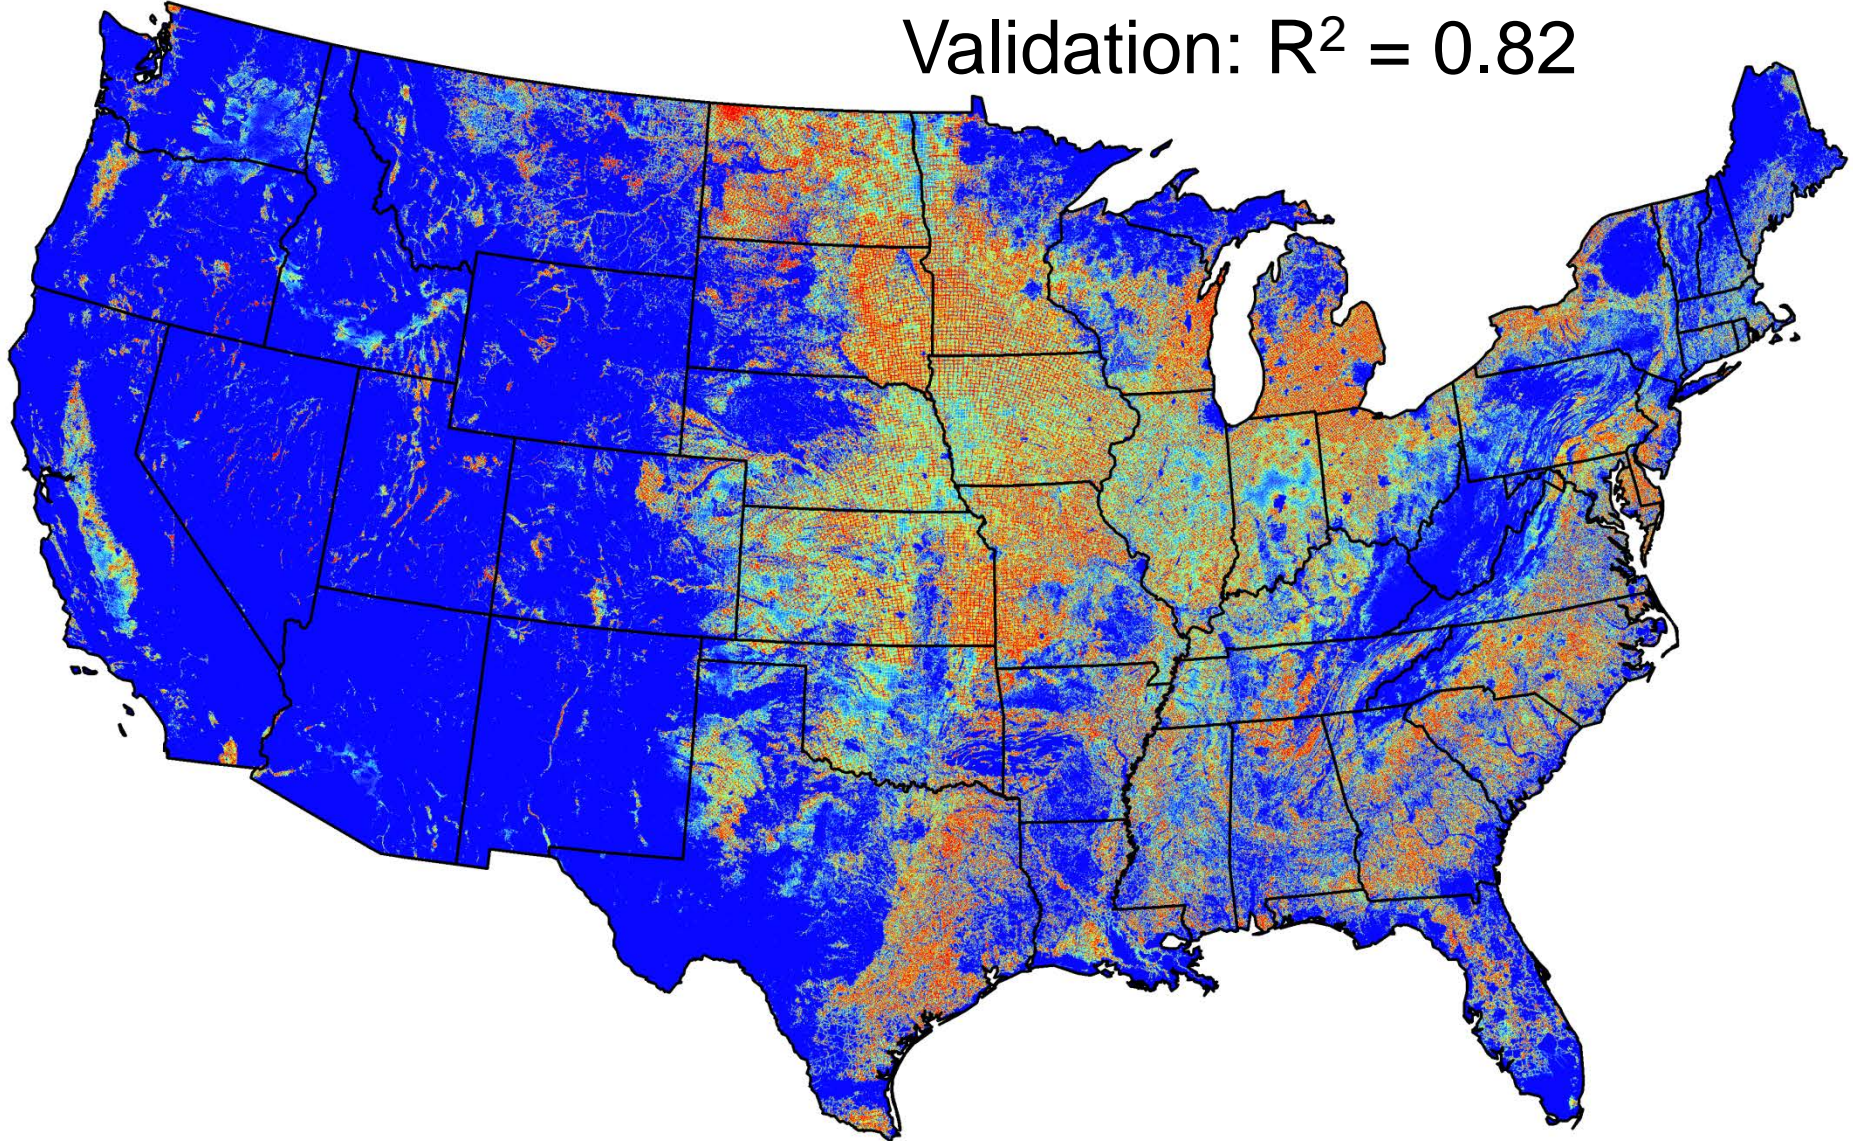 Validation: R² = 0.82